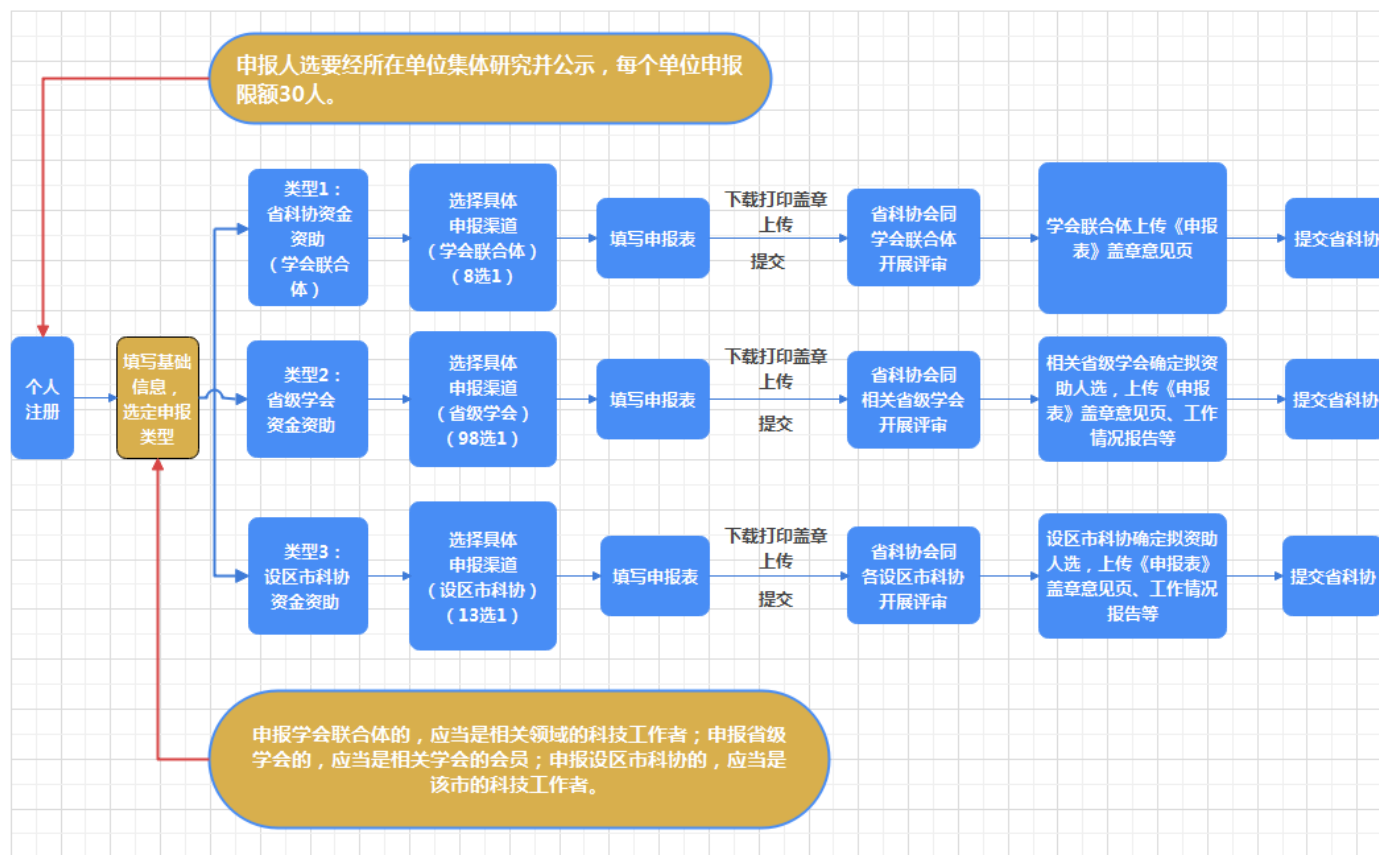 申报人选要经所在单位集体研究并公示，每个单位申报
限额30人。
个人
注册
填写基础
信息，
选定申报
类型
类型1：
省科协资金
资助
（学会联合
体）
选择具体
申报渠道
（学会联合体）
（8选1）
填写申报表
下载打印盖章
上传
提交
省科协会同
学会联合体
开展评审
学会联合体上传《申报
表》盖章意见页
提交省科协
类型2：
省级学会
资金资助
选择具体
申报渠道
（省级学会）
（98选1）
填写申报表
下载打印盖章
上传
提交
省科协会同
相关省级学会
开展评审
相关省级学会确定拟资
助人选，上传《申报
表》盖章意见页、工作
情况报告等
提交省科协
类型3：
设区市科协
资金资助
选择具体
申报渠道
（设区市科协）
（13选1）
填写申报表
下载打印盖章
上传
提交
省科协会同
各设区市科协
开展评审
设区市科协确定拟资助
人选，上传《申报表》
盖章意见页、工作情况
报告等
提交省科协
申报学会联合体的，应当是相关领域的科技工作者；申报省级
学会的，应当是相关学会的会员；申报设区市科协的，应当是
该市的科技工作者。